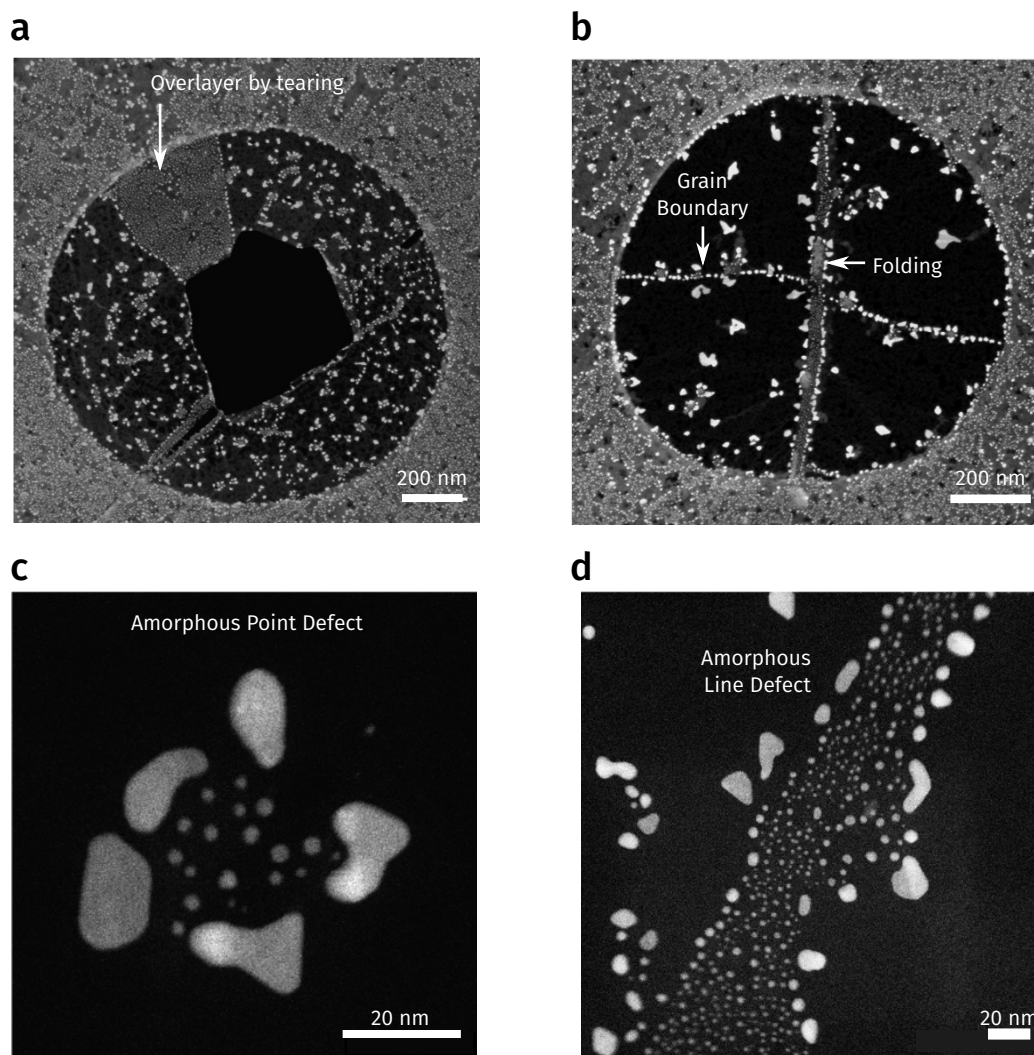 a
Overlayer by tearing
200 nm
b
Grain
Boundary
Folding
200 nm
c
Amorphous Point Defect
20 nm
d
Amorphous
Line Defect
20 nm